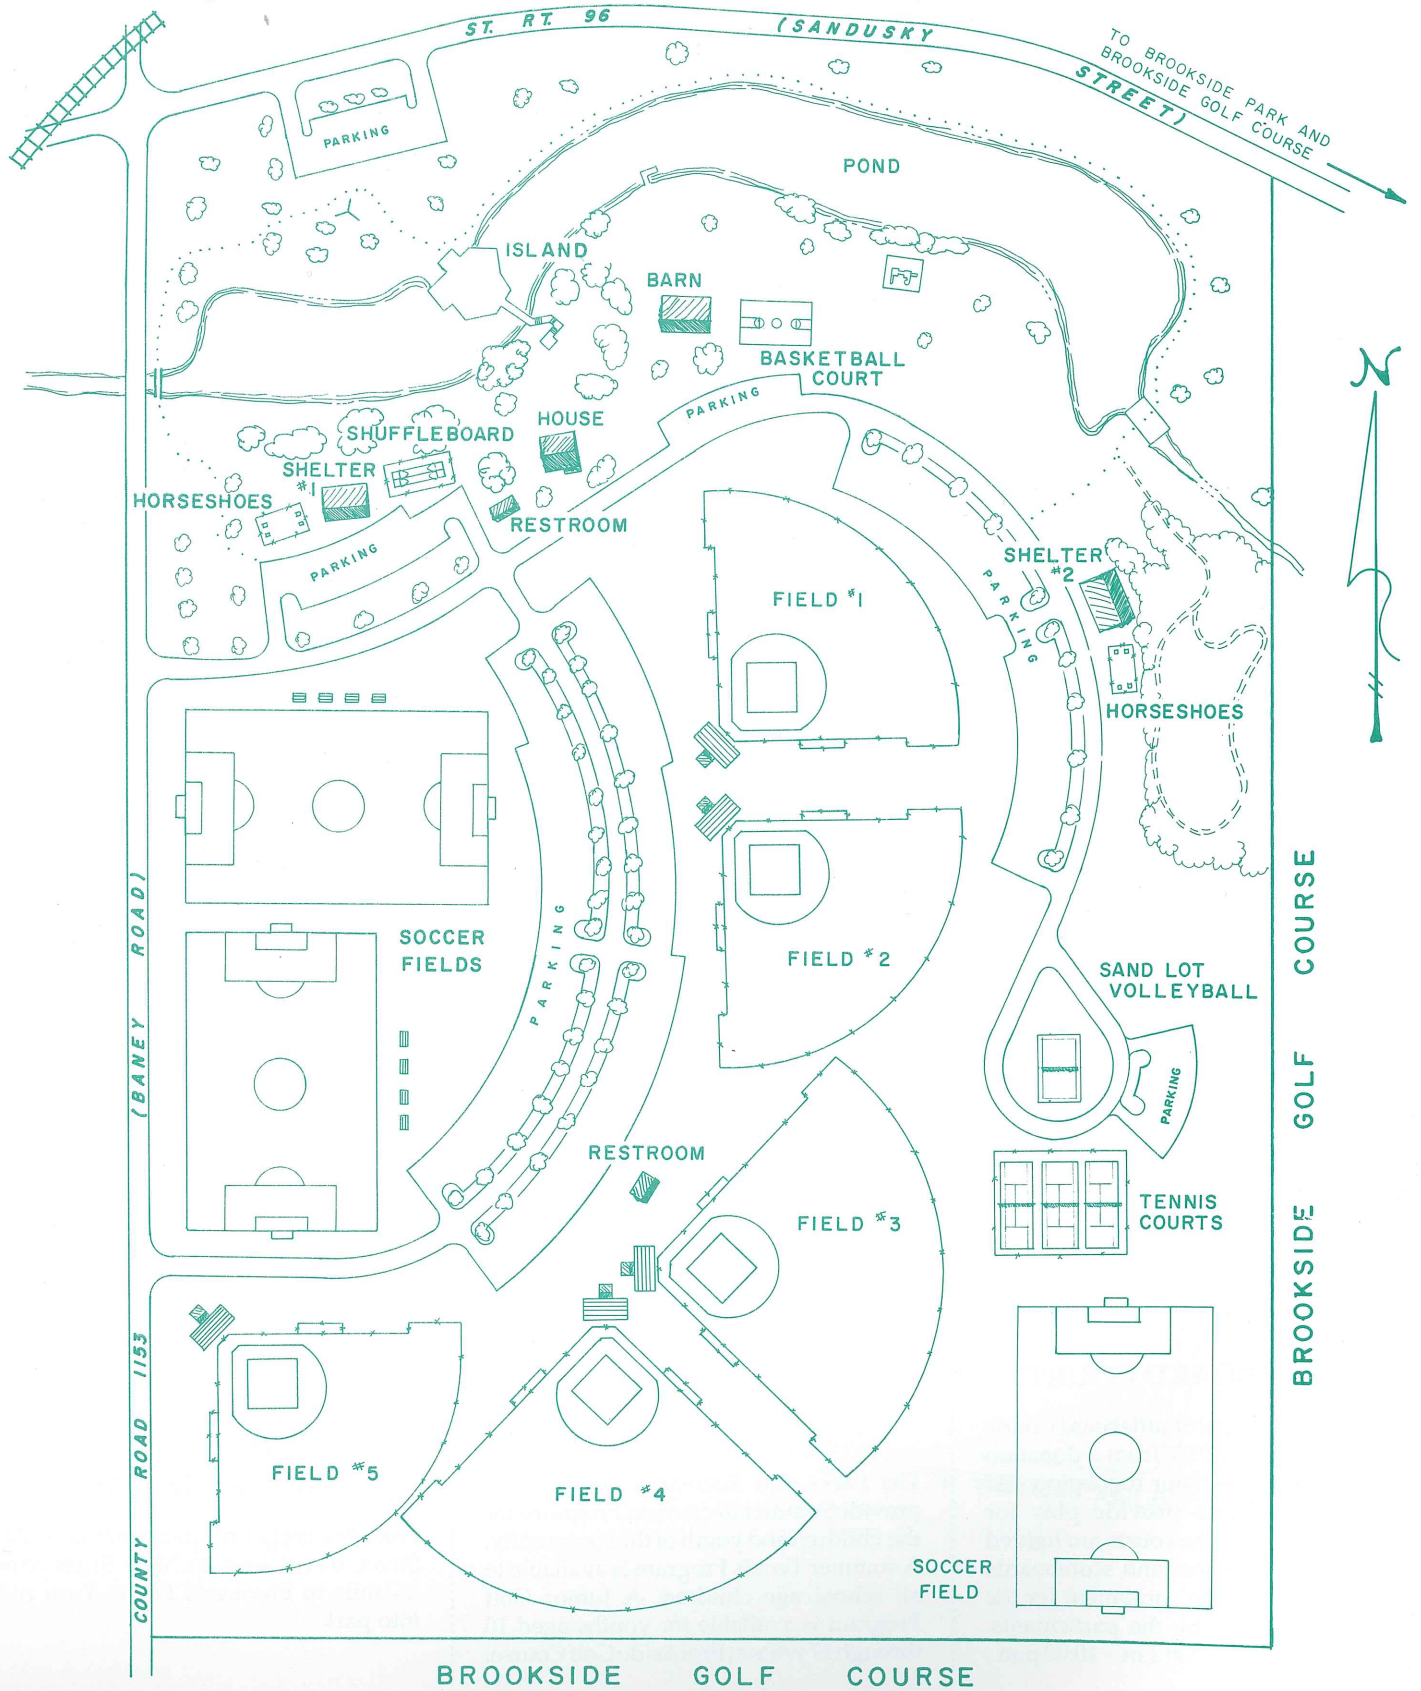 ST. RT. 96 (SANDUSKY
STREET)
TO BROOKSIDE PARK AND
BROOKSIDE GOLF COURSE
PARKING
POND
ISLAND
BARN
BASKETBALL
COURT
PARKING
HOUSE
SHUFFLEBOARD
SHELTER
#1
HORSESHOES
RESTROOM
PARKING
N
SHELTER
#2
PARKING
FIELD #1
HORSESHOES
SOCCER
FIELDS
PARKING
FIELD #2
SAND LOT
VOLLEYBALL
PARKING
RESTROOM
FIELD #3
TENNIS
COURTS
FIELD #5
FIELD #4
SOCCER
FIELD
COUNTY ROAD 1153 (BANEY ROAD)
BROOKSIDE GOLF COURSE
BROOKSIDE GOLF COURSE